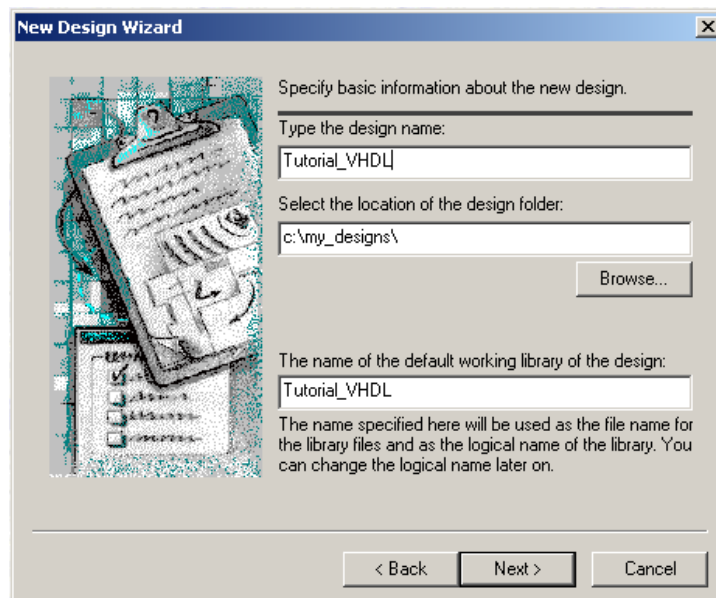 New Design Wizard
Specify basic information about the new design.
Type the design name:
Tutorial_VHDL
Select the location of the design folder:
c:\my_designs\
Browse...
The name of the default working library of the design:
Tutorial_VHDL
The name specified here will be used as the file name for
the library files and as the logical name of the library. You
can change the logical name later on.
< Back
Next >
Cancel